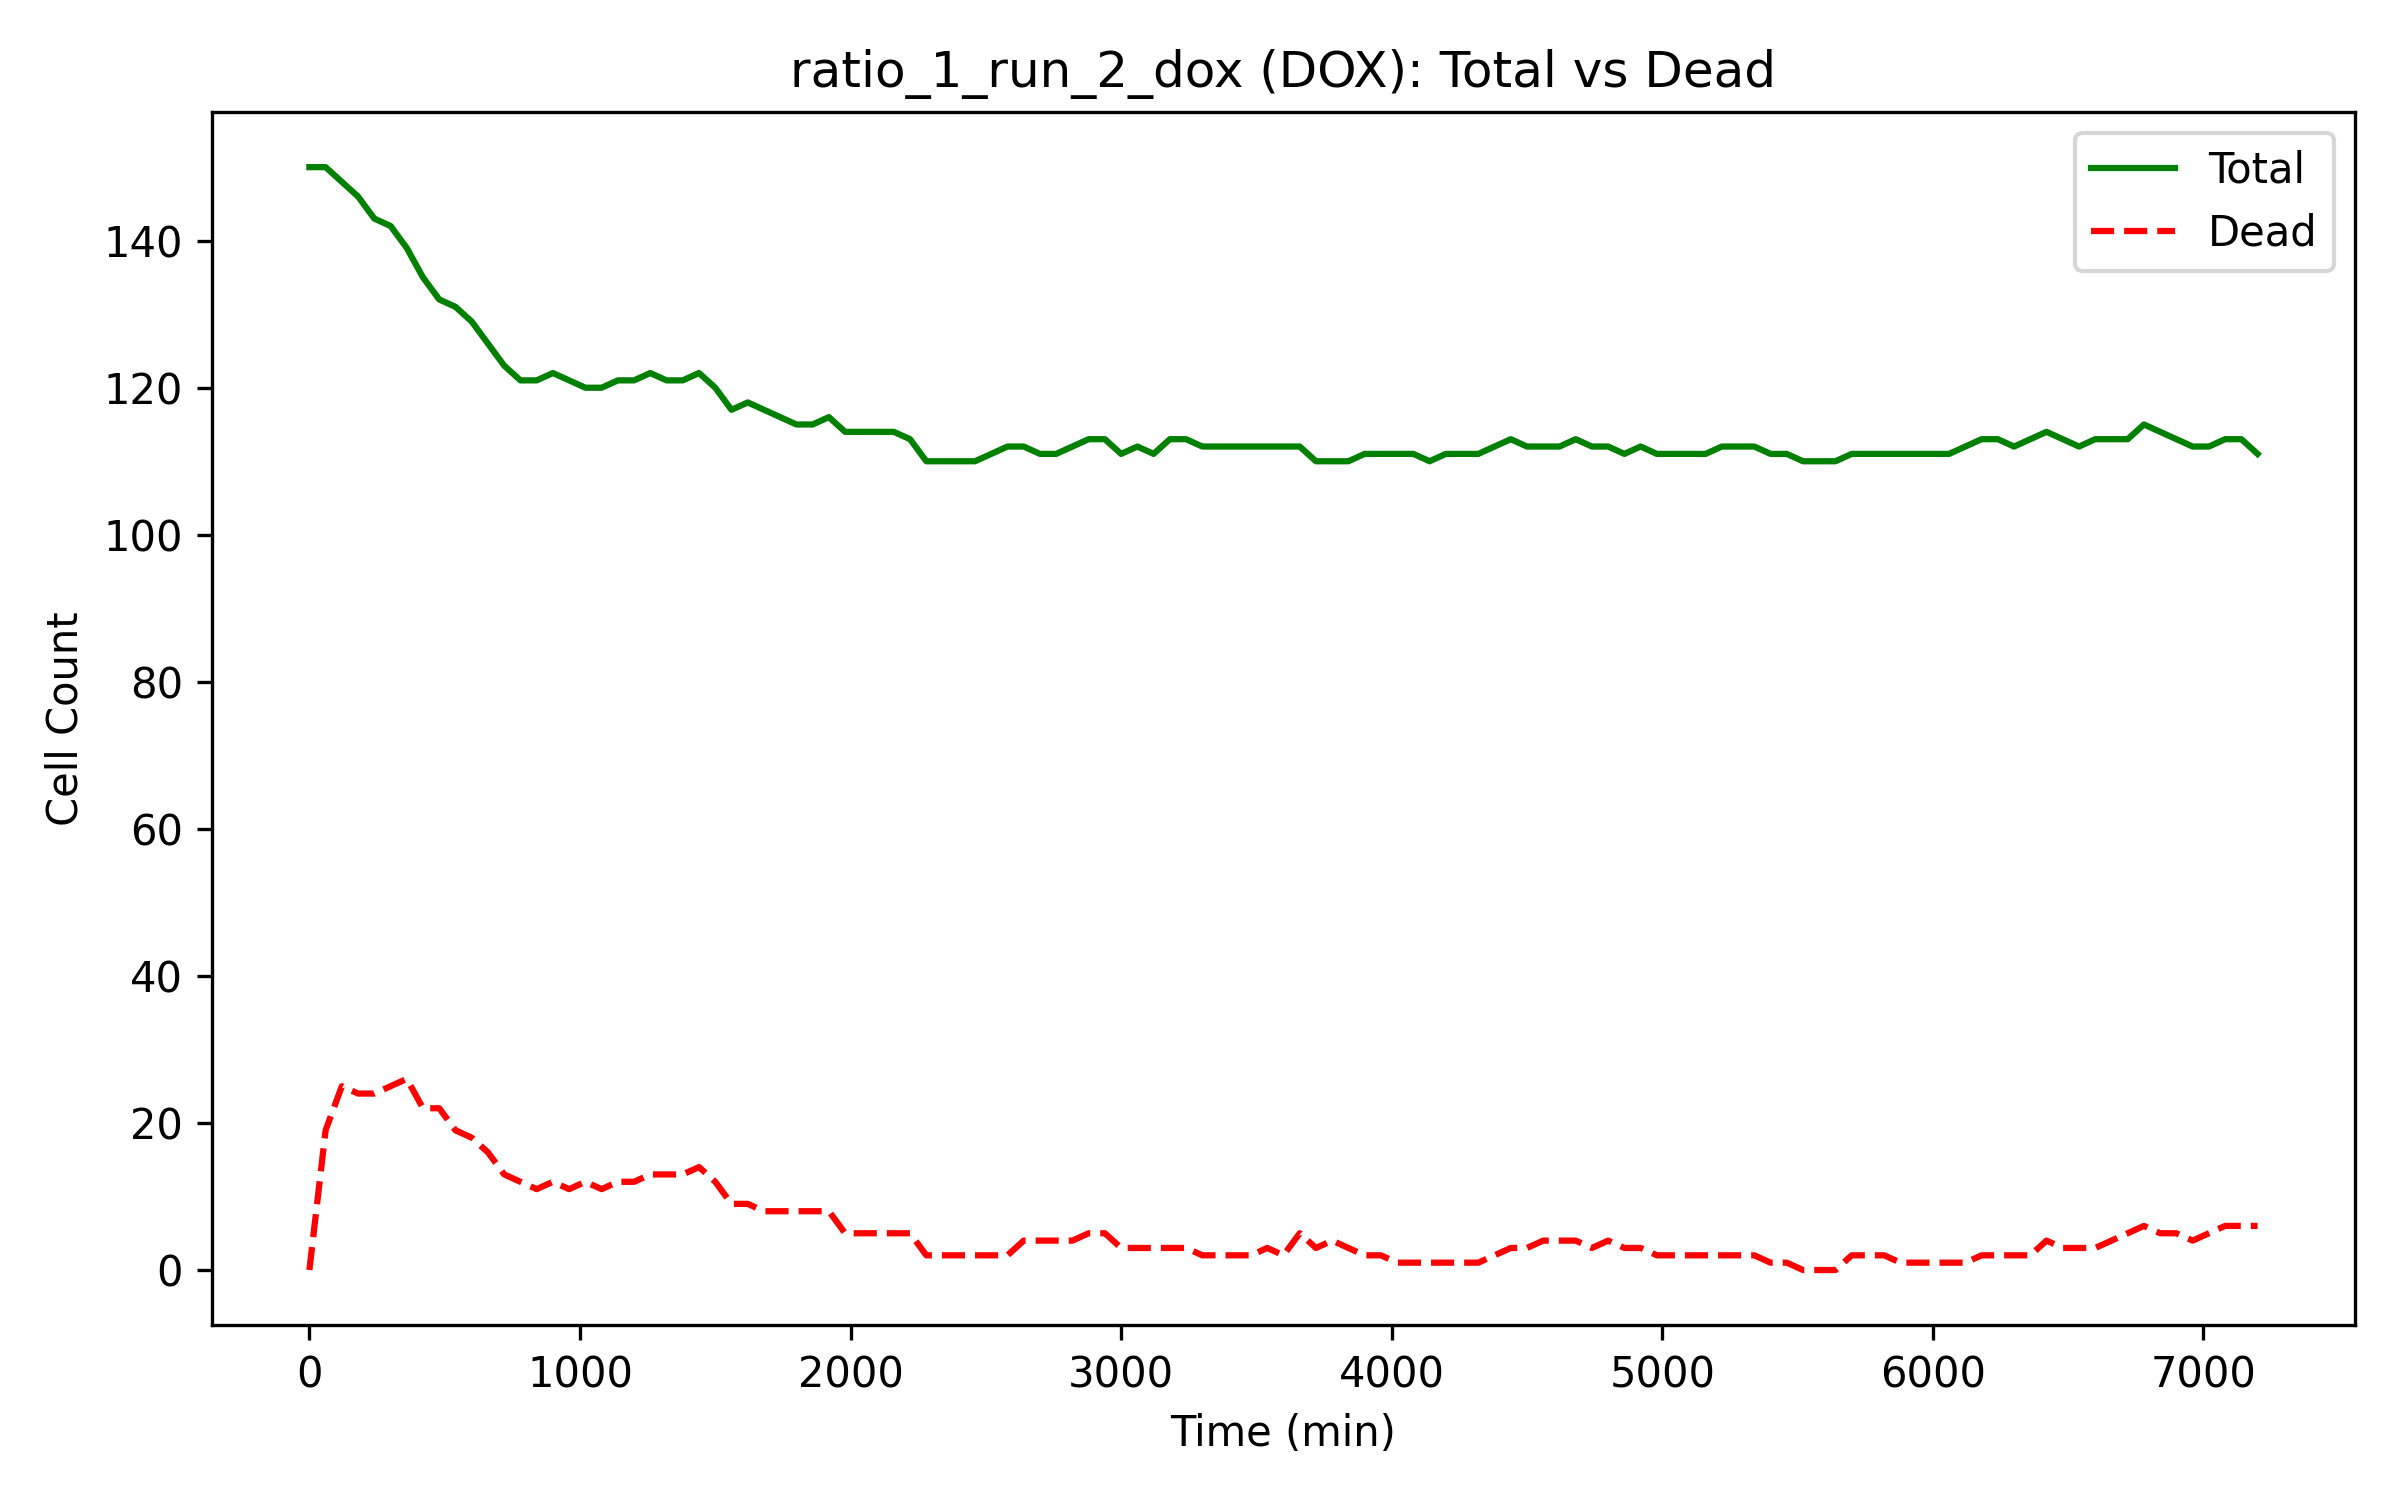 ratio_1_run_2_dox (DOX): Total vs Dead
Total
Dead
140
120
100
80
60
40
20
0
Cell Count
0 1000 2000 3000 4000 5000 6000 7000
Time (min)